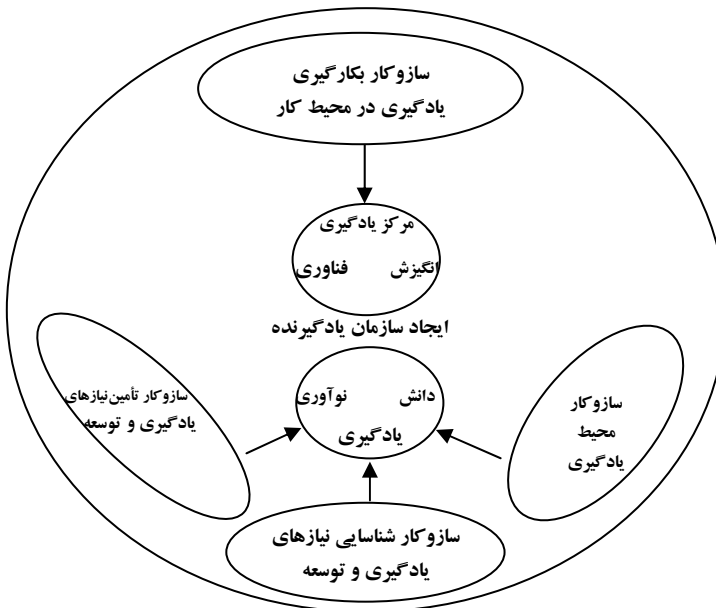 سازوکار بکارگیری
یادگیری در محیط کار
مرکز یادگیری
انگیزش فناوری
ایجاد سازمان یادگیرنده
دانش نوآوری
یادگیری
سازوکار
محیط
یادگیری
سازوکار تأمین‌نیازهای
یادگیری و توسعه
سازوکار شناسایی نیازهای
یادگیری و توسعه